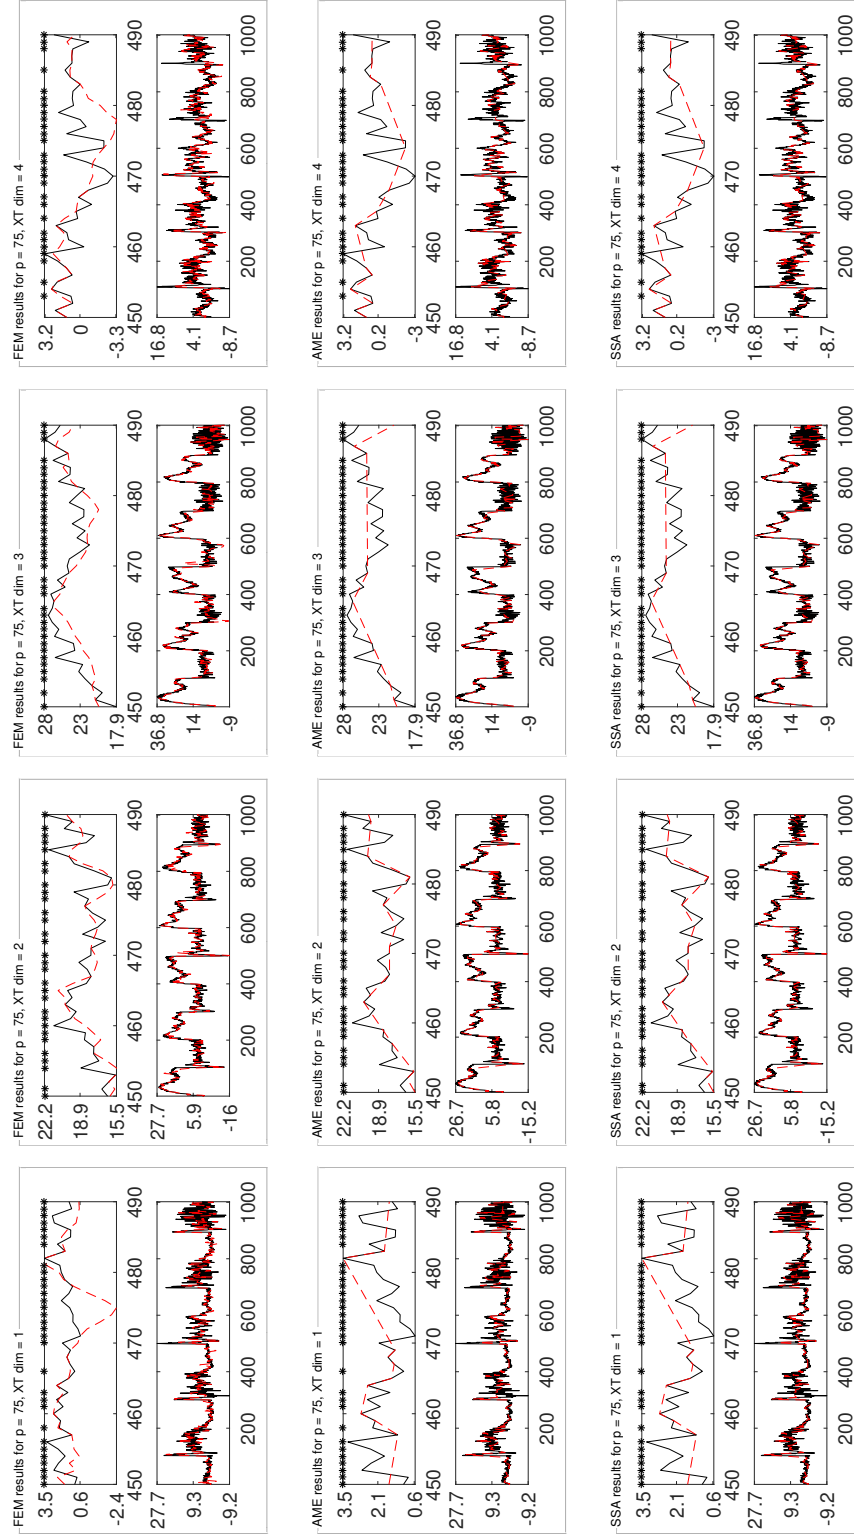 FEM results for p = 75, XT dim = 1
3.5
0.6
-2.4
450 460 470 480 490
27.7
9.3
-9.2
200 400 600 800 1000
FEM results for p = 75, XT dim = 2
22.2
18.9
15.5
450 460 470 480 490
27.7
5.9
-16
200 400 600 800 1000
FEM results for p = 75, XT dim = 3
28
23
17.9
450 460 470 480 490
36.8
14
-9
200 400 600 800 1000
FEM results for p = 75, XT dim = 4
3.2
0
-3.3
450 460 470 480 490
16.8
4.1
-8.7
200 400 600 800 1000
AME results for p = 75, XT dim = 1
3.5
2.1
0.6
450 460 470 480 490
27.7
9.3
-9.2
200 400 600 800 1000
AME results for p = 75, XT dim = 2
22.2
18.9
15.5
450 460 470 480 490
26.7
5.8
-15.2
200 400 600 800 1000
AME results for p = 75, XT dim = 3
28
23
17.9
450 460 470 480 490
36.8
14
-9
200 400 600 800 1000
AME results for p = 75, XT dim = 4
3.2
0.2
-3
450 460 470 480 490
16.8
4.1
-8.7
200 400 600 800 1000
SSA results for p = 75, XT dim = 1
3.5
2.1
0.6
450 460 470 480 490
27.7
9.3
-9.2
200 400 600 800 1000
SSA results for p = 75, XT dim = 2
22.2
18.9
15.5
450 460 470 480 490
26.7
5.8
-15.2
200 400 600 800 1000
SSA results for p = 75, XT dim = 3
28
23
17.9
450 460 470 480 490
36.8
14
-9
200 400 600 800 1000
SSA results for p = 75, XT dim = 4
3.2
0.2
-3
450 460 470 480 490
16.8
4.1
-8.7
200 400 600 800 1000